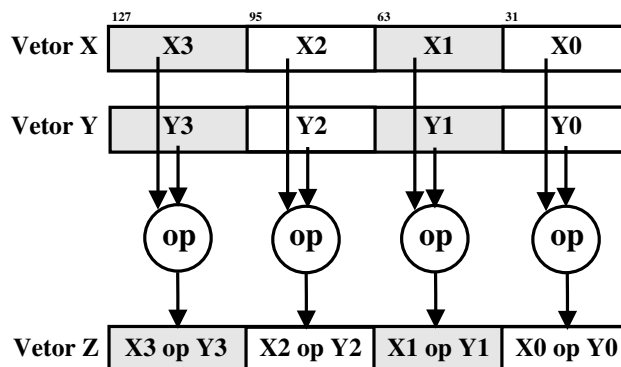 127 95 63 31
Vetor X X3 X2 X1 X0
Vetor Y Y3 Y2 Y1 Y0
op op op op
Vetor Z X3 op Y3 X2 op Y2 X1 op Y1 X0 op Y0